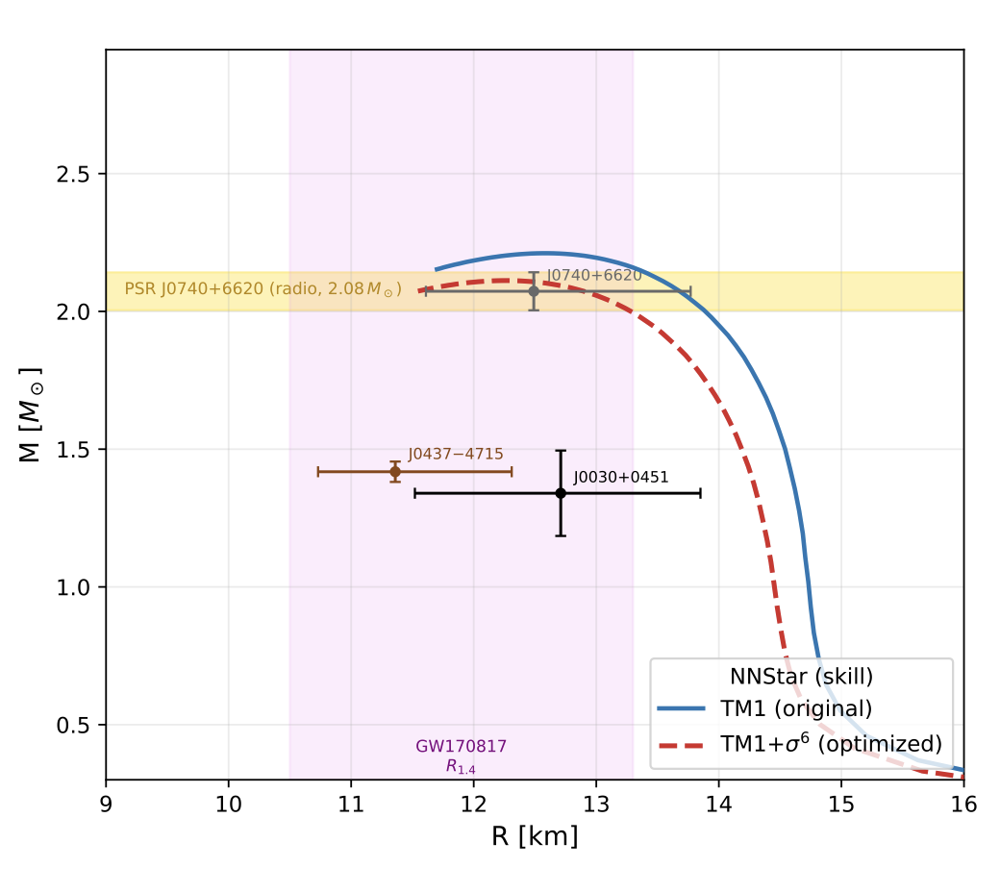 2.5
2.0
1.5
1.0
0.5
M [M⊙]
PSR J0740+6620 (radio, 2.08 M⊙)
J0740+6620
J0437−4715
J0030+0451
GW170817
R1.4
NNStar (skill)
TM1 (original)
TM1+σ⁶ (optimized)
9 10 11 12 13 14 15 16
R [km]